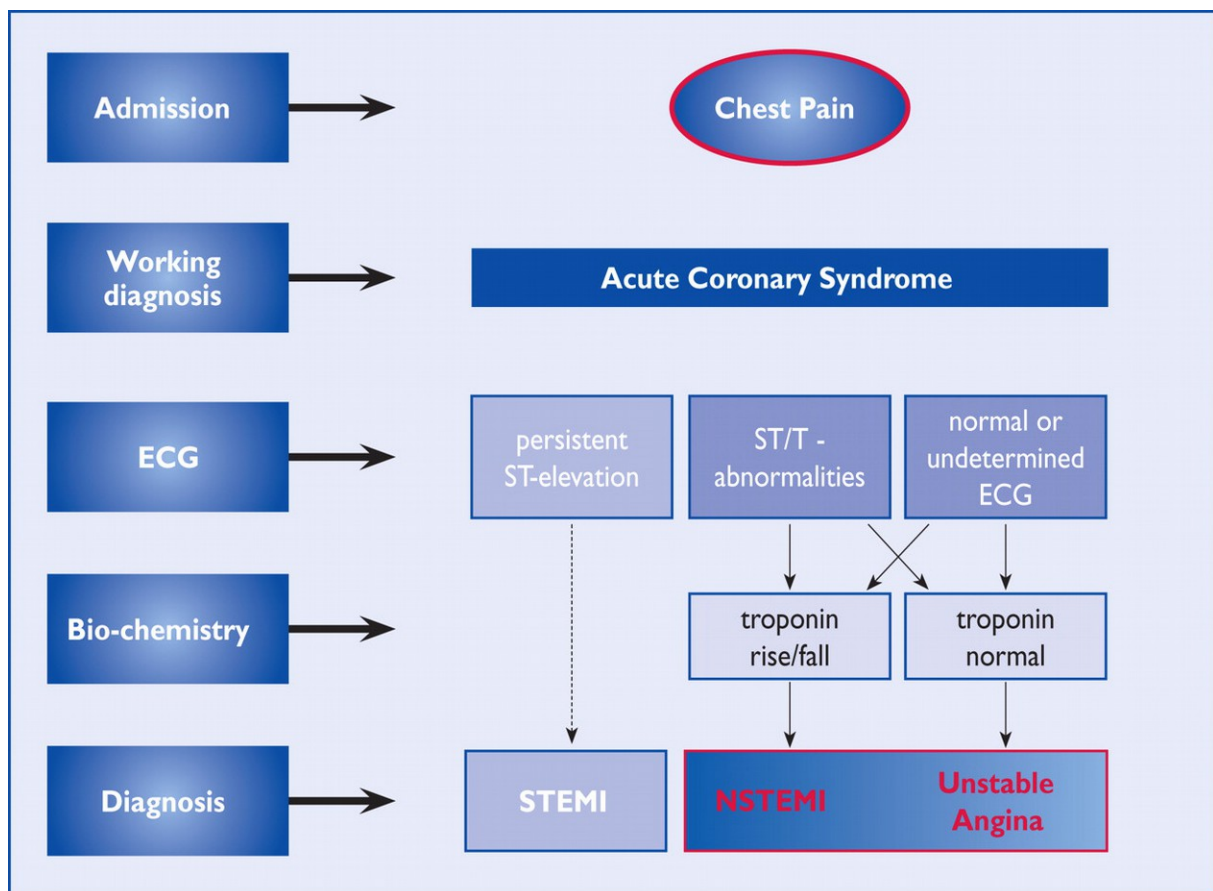 Admission
Chest Pain
Working
diagnosis
Acute Coronary Syndrome
ECG
persistent
ST-elevation
ST/T -
abnormalities
normal or
undetermined
ECG
Bio-chemistry
troponin
rise/fall
troponin
normal
Diagnosis
STEMI
NSTEMI
Unstable
Angina